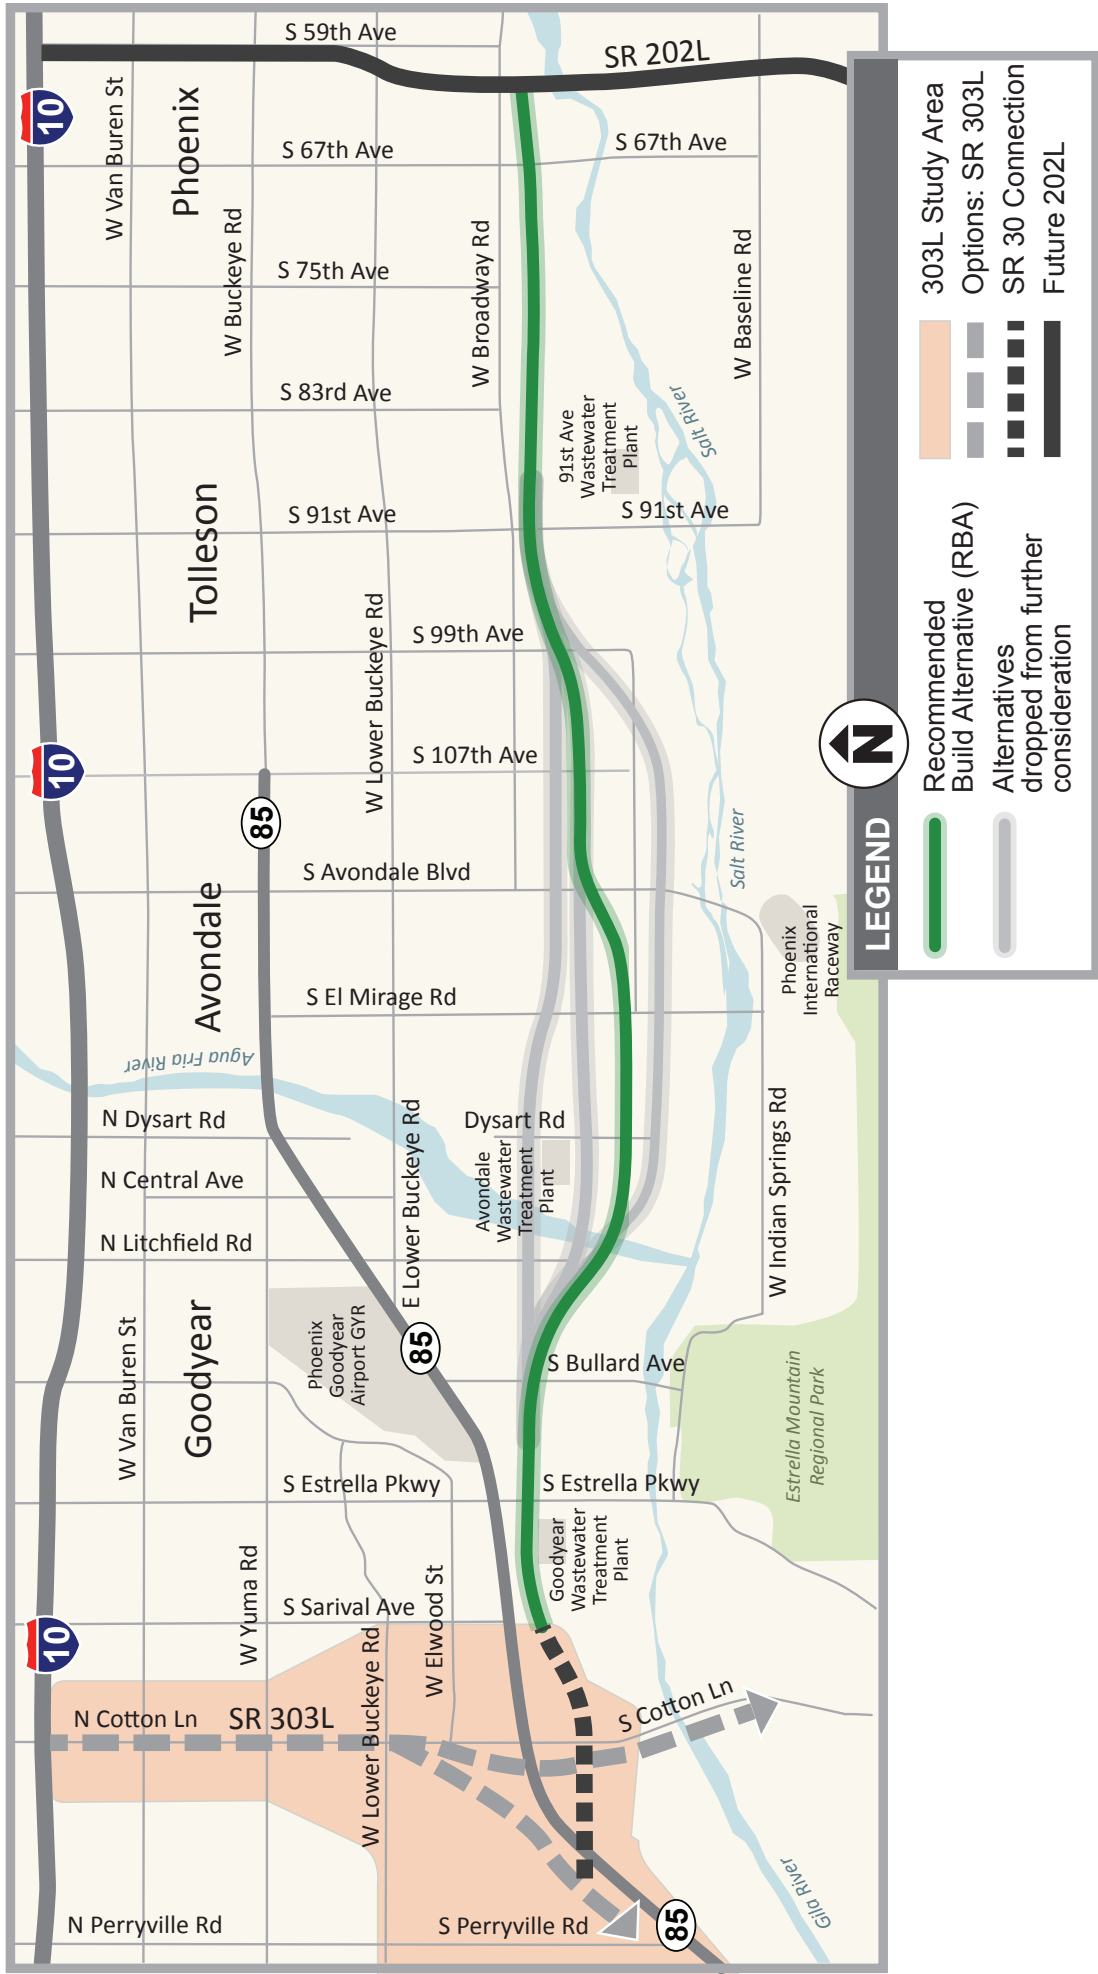 S 59th Ave
SR 202L
10
W Van Buren St
Phoenix
S 67th Ave
S 67th Ave
W Buckeye Rd
W Broadway Rd
W Baseline Rd
S 75th Ave
S 83rd Ave
91st Ave
Wastewater
Treatment
Plant
Salt River
Tolleson
S 91st Ave
S 91st Ave
W Lower Buckeye Rd
S 99th Ave
10
85
S 107th Ave
Avondale
S Avondale Blvd
Salt River
Phoenix
International
Raceway
S El Mirage Rd
Agua Fria River
N Dysart Rd
Dysart Rd
E Lower Buckeye Rd
Avondale
Wastewater
Treatment
Plant
W Indian Springs Rd
N Central Ave
N Litchfield Rd
W Van Buren St
Goodyear
Phoenix
Goodyear
Airport GYR
85
S Bullard Ave
Estrella Mountain
Regional Park
S Estrella Pkwy
S Estrella Pkwy
Goodyear
Wastewater
Treatment
Plant
W Yuma Rd
S Sarival Ave
W Elwood St
10
N Cotton Ln
SR 303L
W Lower Buckeye Rd
S Cotton Ln
N Perryville Rd
S Perryville Rd
85
Gila River
LEGEND
N
Recommended
Build Alternative (RBA)
Alternatives
dropped from further
consideration
303L Study Area
Options: SR 303L
SR 30 Connection
Future 202L